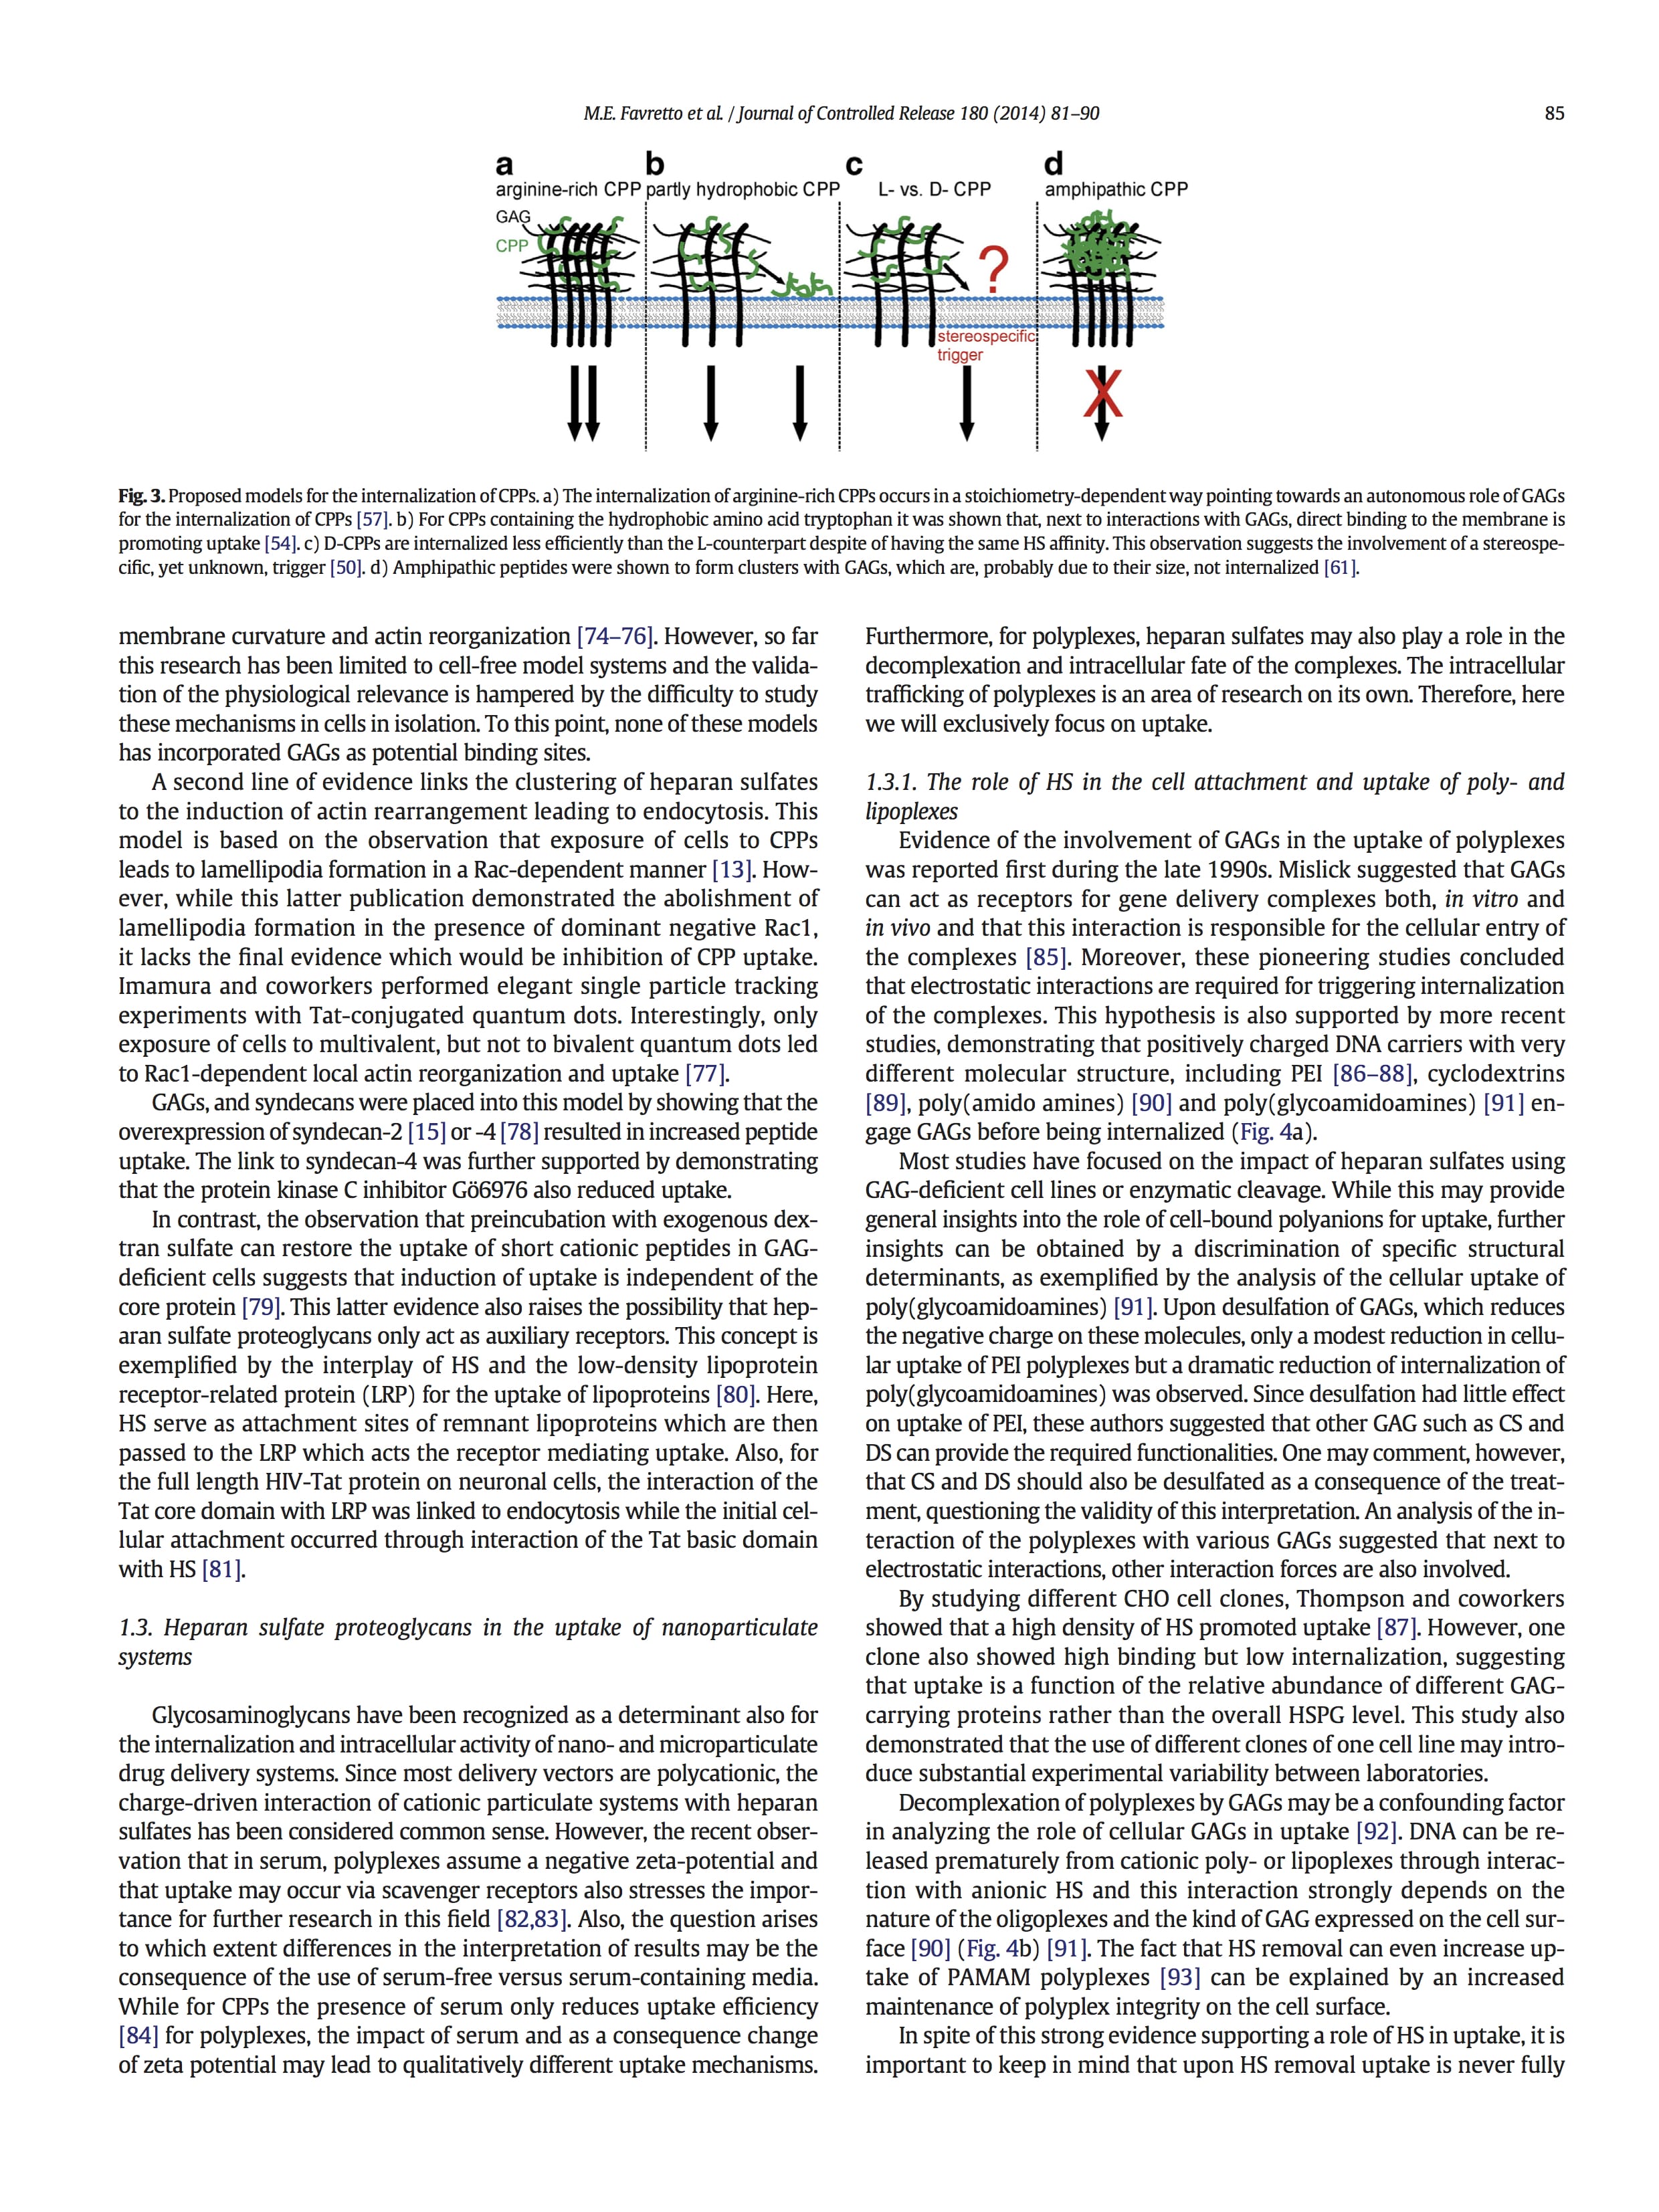 M.E. Favretto et al. / Journal of Controlled Release 180 (2014) 81–90
85
a
b
c
d
arginine-rich CPP
partly hydrophobic CPP
L- vs. D- CPP
amphipathic CPP
GAG
CPP
?
stereospecific
trigger
X
Fig. 3. Proposed models for the internalization of CPPs. a) The internalization of arginine-rich CPPs occurs in a stoichiometry-dependent way pointing towards an autonomous role of GAGs
for the internalization of CPPs [57]. b) For CPPs containing the hydrophobic amino acid tryptophan it was shown that, next to interactions with GAGs, direct binding to the membrane is
promoting uptake [54]. c) D-CPPs are internalized less efficiently than the L-counterpart despite of having the same HS affinity. This observation suggests the involvement of a stereospe-
cific, yet unknown, trigger [50]. d) Amphipathic peptides were shown to form clusters with GAGs, which are, probably due to their size, not internalized [61].
membrane curvature and actin reorganization [74–76]. However, so far
this research has been limited to cell-free model systems and the valida-
tion of the physiological relevance is hampered by the difficulty to study
these mechanisms in cells in isolation. To this point, none of these models
has incorporated GAGs as potential binding sites.
A second line of evidence links the clustering of heparan sulfates
to the induction of actin rearrangement leading to endocytosis. This
model is based on the observation that exposure of cells to CPPs
leads to lamellipodia formation in a Rac-dependent manner [13]. How-
ever, while this latter publication demonstrated the abolishment of
lamellipodia formation in the presence of dominant negative Rac1,
it lacks the final evidence which would be inhibition of CPP uptake.
Imamura and coworkers performed elegant single particle tracking
experiments with Tat-conjugated quantum dots. Interestingly, only
exposure of cells to multivalent, but not to bivalent quantum dots led
to Rac1-dependent local actin reorganization and uptake [77].
GAGs, and syndecans were placed into this model by showing that the
overexpression of syndecan-2 [15] or -4 [78] resulted in increased peptide
uptake. The link to syndecan-4 was further supported by demonstrating
that the protein kinase C inhibitor Gö6976 also reduced uptake.
In contrast, the observation that preincubation with exogenous dex-
tran sulfate can restore the uptake of short cationic peptides in GAG-
deficient cells suggests that induction of uptake is independent of the
core protein [79]. This latter evidence also raises the possibility that hep-
aran sulfate proteoglycans only act as auxiliary receptors. This concept is
exemplified by the interplay of HS and the low-density lipoprotein
receptor-related protein (LRP) for the uptake of lipoproteins [80]. Here,
HS serve as attachment sites of remnant lipoproteins which are then
passed to the LRP which acts the receptor mediating uptake. Also, for
the full length HIV-Tat protein on neuronal cells, the interaction of the
Tat core domain with LRP was linked to endocytosis while the initial cel-
lular attachment occurred through interaction of the Tat basic domain
with HS [81].
1.3. Heparan sulfate proteoglycans in the uptake of nanoparticulate
systems
Glycosaminoglycans have been recognized as a determinant also for
the internalization and intracellular activity of nano- and microparticulate
drug delivery systems. Since most delivery vectors are polycationic, the
charge-driven interaction of cationic particulate systems with heparan
sulfates has been considered common sense. However, the recent obser-
vation that in serum, polyplexes assume a negative zeta-potential and
that uptake may occur via scavenger receptors also stresses the impor-
tance for further research in this field [82,83]. Also, the question arises
to which extent differences in the interpretation of results may be the
consequence of the use of serum-free versus serum-containing media.
While for CPPs the presence of serum only reduces uptake efficiency
[84] for polyplexes, the impact of serum and as a consequence change
of zeta potential may lead to qualitatively different uptake mechanisms.
Furthermore, for polyplexes, heparan sulfates may also play a role in the
decomplexation and intracellular fate of the complexes. The intracellular
trafficking of polyplexes is an area of research on its own. Therefore, here
we will exclusively focus on uptake.
1.3.1. The role of HS in the cell attachment and uptake of poly- and
lipoplexes
Evidence of the involvement of GAGs in the uptake of polyplexes
was reported first during the late 1990s. Mislick suggested that GAGs
can act as receptors for gene delivery complexes both, in vitro and
in vivo and that this interaction is responsible for the cellular entry of
the complexes [85]. Moreover, these pioneering studies concluded
that electrostatic interactions are required for triggering internalization
of the complexes. This hypothesis is also supported by more recent
studies, demonstrating that positively charged DNA carriers with very
different molecular structure, including PEI [86–88], cyclodextrins
[89], poly(amido amines) [90] and poly(glycoamidoamines) [91] en-
gage GAGs before being internalized (Fig. 4a).
Most studies have focused on the impact of heparan sulfates using
GAG-deficient cell lines or enzymatic cleavage. While this may provide
general insights into the role of cell-bound polyanions for uptake, further
insights can be obtained by a discrimination of specific structural
determinants, as exemplified by the analysis of the cellular uptake of
poly(glycoamidoamines) [91]. Upon desulfation of GAGs, which reduces
the negative charge on these molecules, only a modest reduction in cellu-
lar uptake of PEI polyplexes but a dramatic reduction of internalization of
poly(glycoamidoamines) was observed. Since desulfation had little effect
on uptake of PEI, these authors suggested that other GAG such as CS and
DS can provide the required functionalities. One may comment, however,
that CS and DS should also be desulfated as a consequence of the treat-
ment, questioning the validity of this interpretation. An analysis of the in-
teraction of the polyplexes with various GAGs suggested that next to
electrostatic interactions, other interaction forces are also involved.
By studying different CHO cell clones, Thompson and coworkers
showed that a high density of HS promoted uptake [87]. However, one
clone also showed high binding but low internalization, suggesting
that uptake is a function of the relative abundance of different GAG-
carrying proteins rather than the overall HSPG level. This study also
demonstrated that the use of different clones of one cell line may intro-
duce substantial experimental variability between laboratories.
Decomplexation of polyplexes by GAGs may be a confounding factor
in analyzing the role of cellular GAGs in uptake [92]. DNA can be re-
leased prematurely from cationic poly- or lipoplexes through interac-
tion with anionic HS and this interaction strongly depends on the
nature of the oligoplexes and the kind of GAG expressed on the cell sur-
face [90] (Fig. 4b) [91]. The fact that HS removal can even increase up-
take of PAMAM polyplexes [93] can be explained by an increased
maintenance of polyplex integrity on the cell surface.
In spite of this strong evidence supporting a role of HS in uptake, it is
important to keep in mind that upon HS removal uptake is never fully